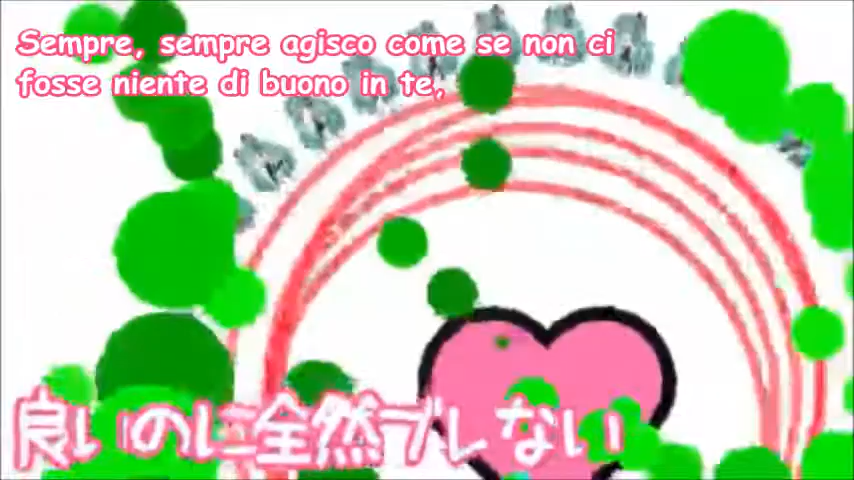 Sempre, sempre agisco come se non ci
fosse niente di buono in te,
良いのに全然ブレない